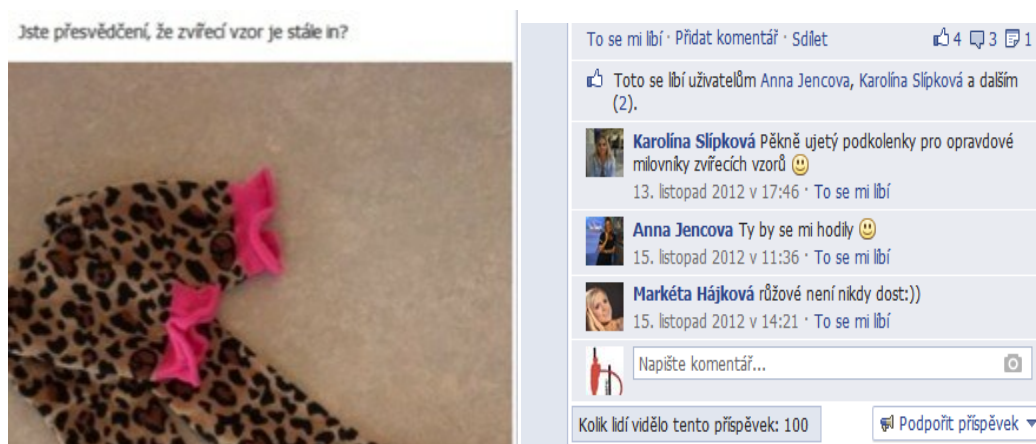 Jste přesvědčení, že zvířecí vzor je stále in?
To se mi líbí · Přidat komentář · Sdílet 4 3 1
Toto se líbí uživatelům Anna Jencova, Karolína Slípková a dalším
(2).
Karolína Slípková Pěkně ujetý podkolenky pro opravdové
milovníky zvířecích vzorů
13. listopad 2012 v 17:46 · To se mi líbí
Anna Jencova Ty by se mi hodily
15. listopad 2012 v 11:36 · To se mi líbí
Markéta Hájková růžové není nikdy dost:))
15. listopad 2012 v 14:21 · To se mi líbí
Napište komentář...
Kolik lidí vidělo tento příspěvek: 100
Podpořit příspěvek